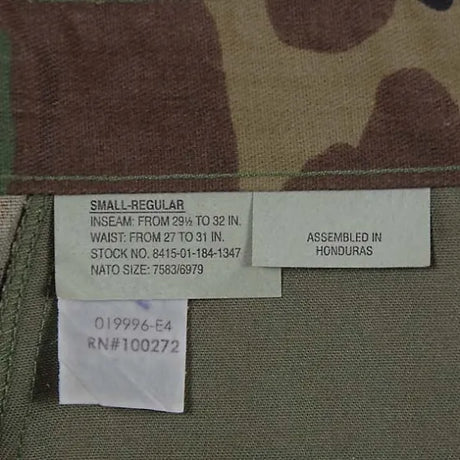 SMALL-REGULAR
INSEAM: FROM 29½ TO 32 IN.
WAIST: FROM 27 TO 31 IN.
STOCK NO. 8415-01-184-1347
NATO SIZE: 7583/6979
ASSEMBLED IN
HONDURAS
019996-E4
RN#100272